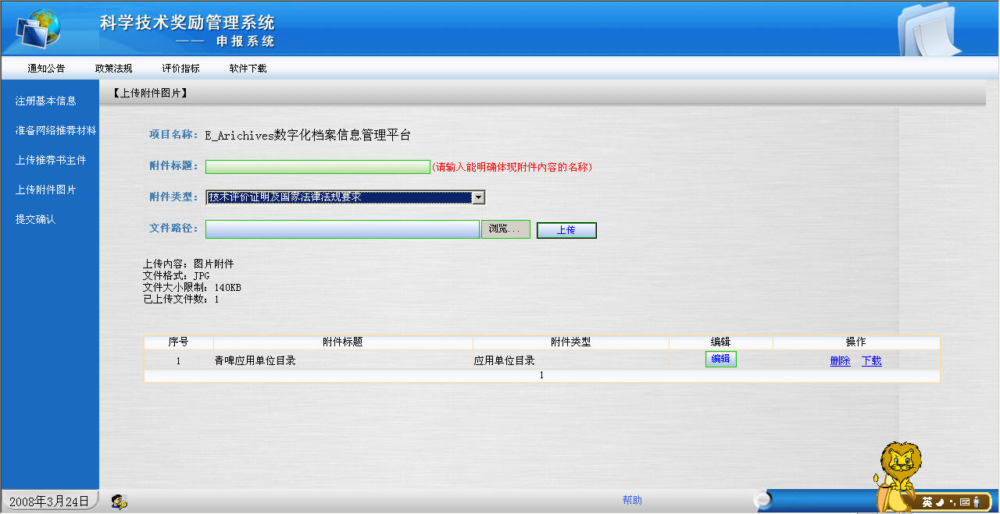 科学技术奖励管理系统
—— 申报系统
通知公告 政策法规 评价指标 软件下载
注册基本信息
准备网络推荐材料
上传推荐书主件
上传附件图片
提交确认
【上传附件图片】
项目名称： E_Arichives数字化档案信息管理平台
附件标题： (请输入能明确体现附件内容的名称)
附件类型： 技术评价证明及国家法律法规要求
文件路径： 浏览... 上传
上传内容：图片附件
文件格式：JPG
文件大小限制：140KB
已上传文件数：1
序号 附件标题 附件类型 编辑 操作
1 青啤应用单位目录 应用单位目录 编辑 删除 下载
1
2008年3月24日 帮助 英